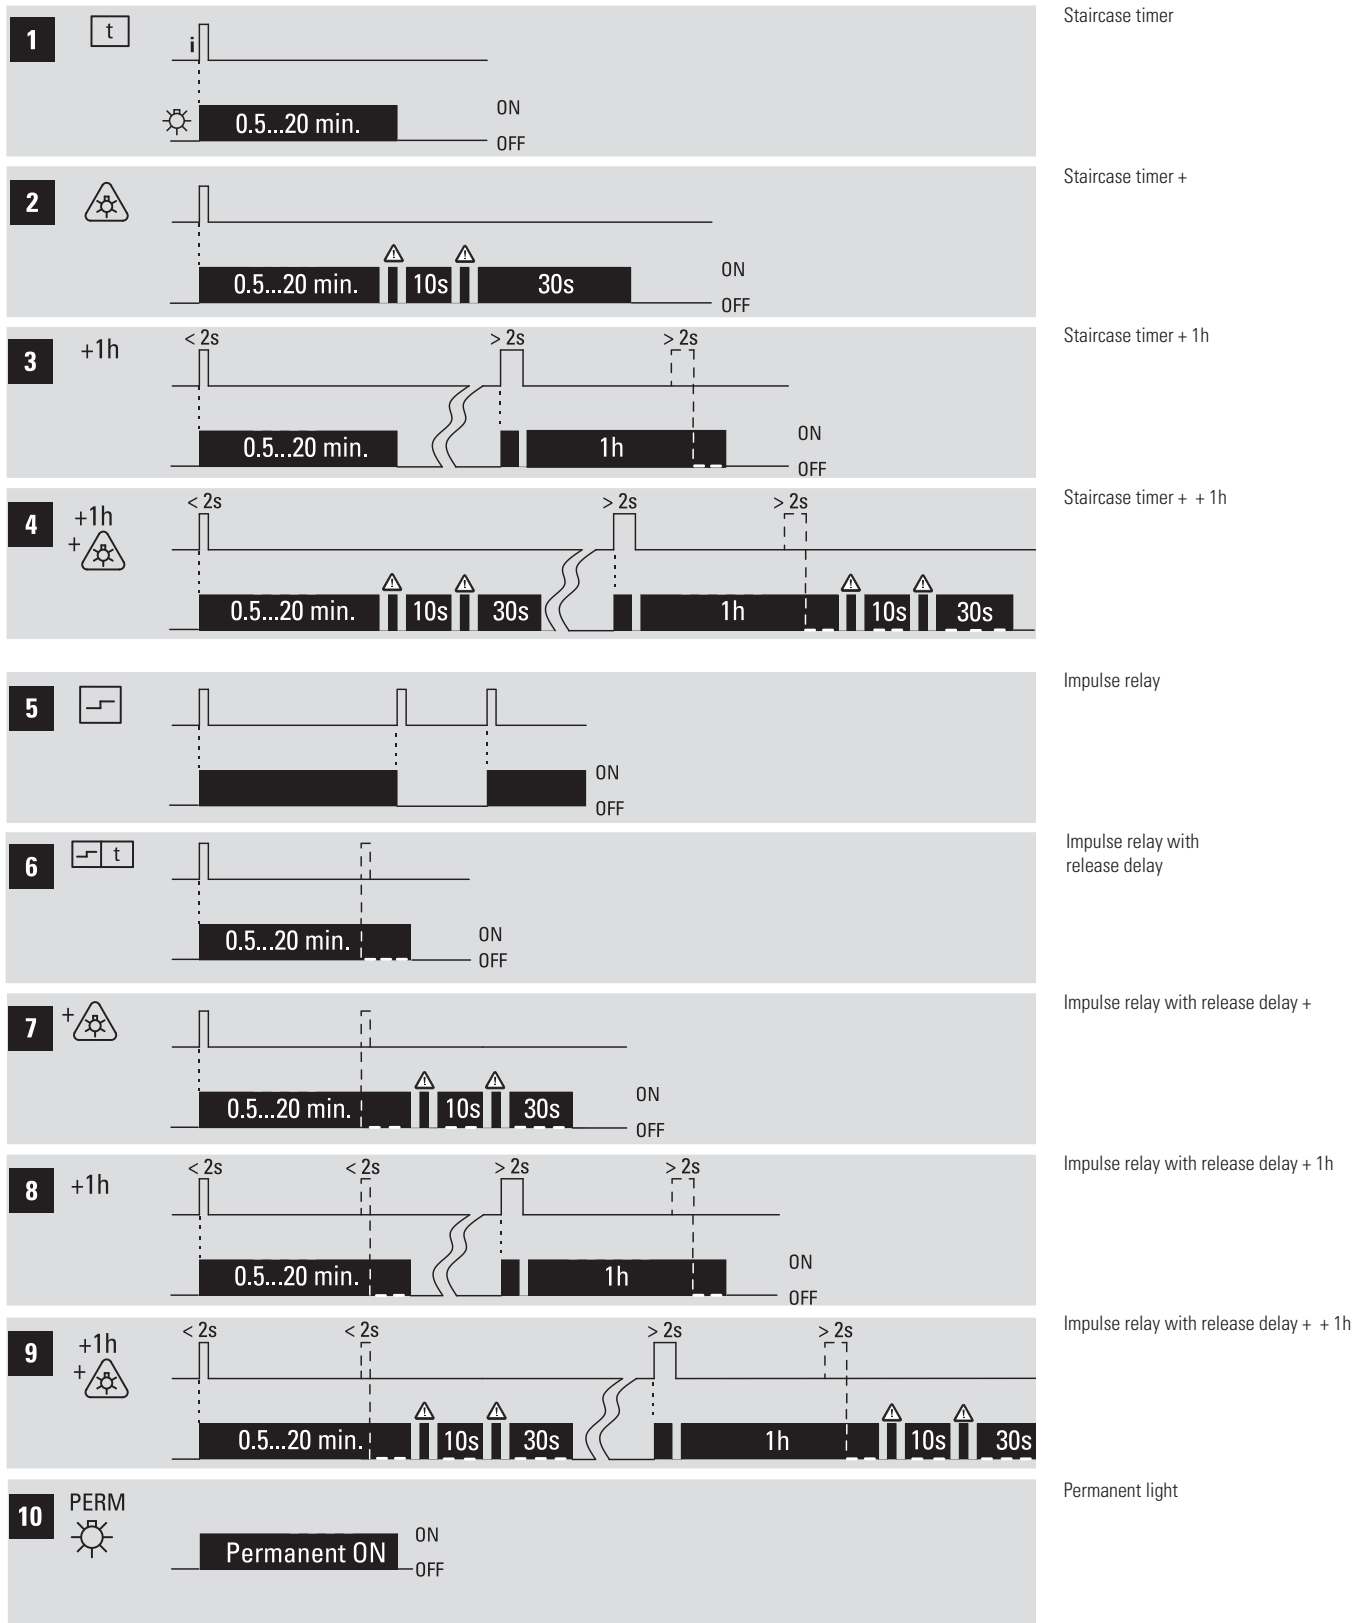 1 t i Staircase timer
0.5...20 min. ON
OFF
2 Staircase timer +
0.5...20 min. 10s 30s ON
OFF
3 +1h < 2s > 2s > 2s Staircase timer + 1h
0.5...20 min. 1h ON
OFF
4 +1h + < 2s > 2s > 2s Staircase timer + + 1h
0.5...20 min. 10s 30s 1h 10s 30s
5 Impulse relay
ON
OFF
6 t Impulse relay with
release delay
0.5...20 min. ON
OFF
7 + Impulse relay with release delay +
0.5...20 min. 10s 30s ON
OFF
8 +1h < 2s < 2s > 2s > 2s Impulse relay with release delay + 1h
0.5...20 min. 1h ON
OFF
9 +1h + < 2s < 2s > 2s > 2s Impulse relay with release delay + + 1h
0.5...20 min. 10s 30s 1h 10s 30s
10 PERM Permanent light
Permanent ON ON
OFF